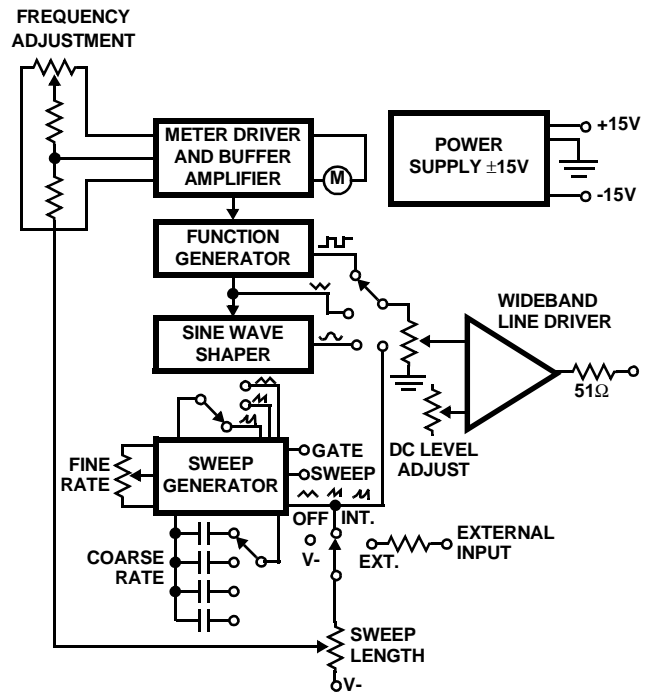 FREQUENCY
ADJUSTMENT
METER DRIVER
AND BUFFER
AMPLIFIER
M
POWER
SUPPLY ±15V
+15V
-15V
FUNCTION
GENERATOR
SINE WAVE
SHAPER
WIDEBAND
LINE DRIVER
51Ω
DC LEVEL
ADJUST
FINE
RATE
SWEEP
GENERATOR
GATE
SWEEP
OFF
INT.
V-
EXT.
EXTERNAL
INPUT
COARSE
RATE
SWEEP
LENGTH
V-